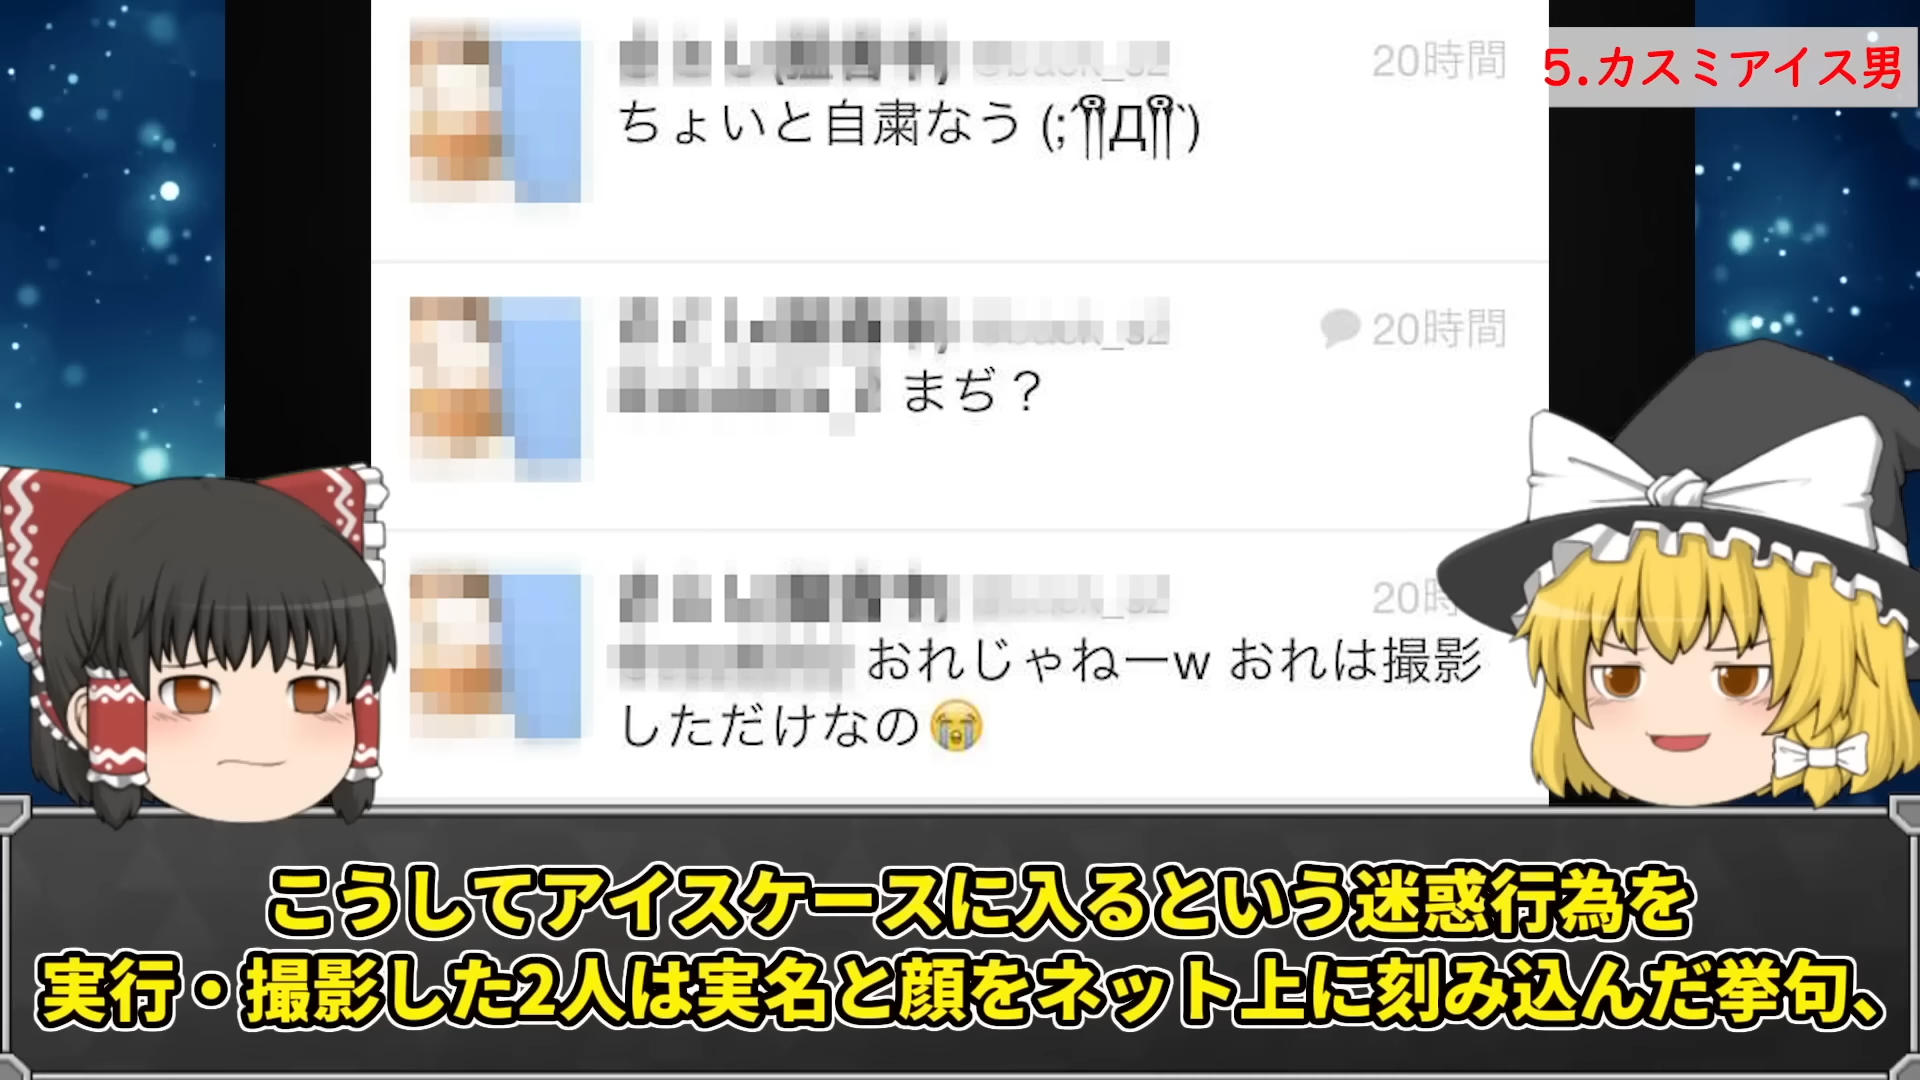 20時間
5.カスミアイス男
ちょいと自粛なう (;´༎ຶД༎ຶ`)
20時間
まぢ？
20時
おれじゃねーw おれは撮影
しただけなの😭
こうしてアイスケースに入るという迷惑行為を
実行・撮影した2人は実名と顔をネット上に刻み込んだ挙句、